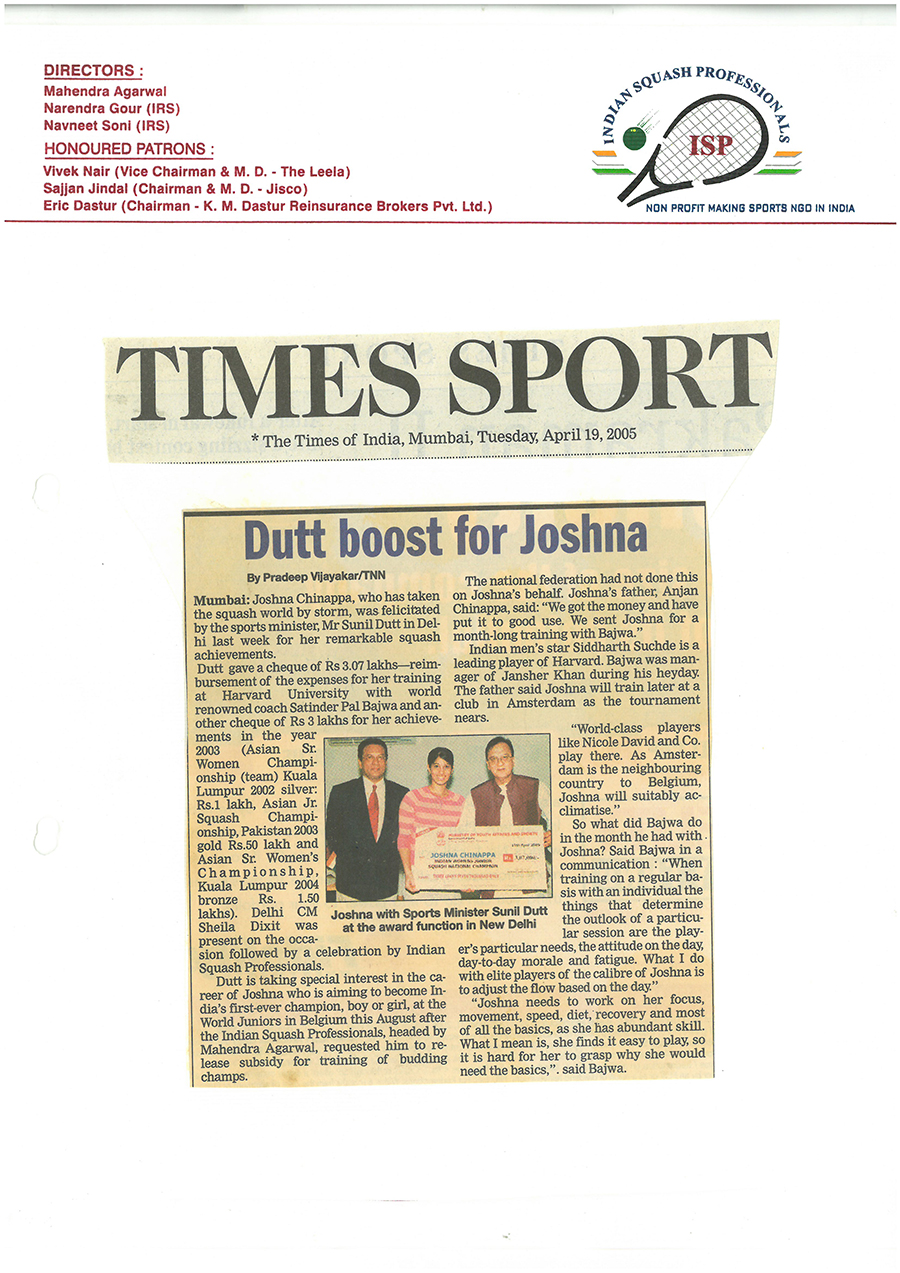 DIRECTORS :
Mahendra Agarwal
Narendra Gour (IRS)
Navneet Soni (IRS)
HONOURED PATRONS :
Vivek Nair (Vice Chairman & M. D. - The Leela)
Sajjan Jindal (Chairman & M. D. - Jisco)
Eric Dastur (Chairman - K. M. Dastur Reinsurance Brokers Pvt. Ltd.)
INDIAN SQUASH PROFESSIONALS
ISP
NON PROFIT MAKING SPORTS NGO IN INDIA
TIMES SPORT
* The Times of India, Mumbai, Tuesday, April 19, 2005
Dutt boost for Joshna
By Pradeep Vijayakar/TNN
Mumbai: Joshna Chinappa, who has taken
the squash world by storm, was felicitated
by the sports minister, Mr Sunil Dutt in Del-
hi last week for her remarkable squash
achievements.
Dutt gave a cheque of Rs 3.07 lakhs—reim-
bursement of the expenses for her training
at Harvard University with world
renowned coach Satinder Pal Bajwa and an-
other cheque of Rs 3 lakhs for her achieve-
ments in the year
2003 (Asian Sr.
Women Champi-
onship (team) Kuala
Lumpur 2002 silver:
Rs.1 lakh, Asian Jr.
Squash Champi-
onship, Pakistan 2003
gold Rs.50 lakh and
Asian Sr. Women's
Championship,
Kuala Lumpur 2004
bronze Rs. 1.50
lakhs). Delhi CM
Sheila Dixit was
present on the occa-
sion followed by a celebration by Indian
Squash Professionals.
Dutt is taking special interest in the ca-
reer of Joshna who is aiming to become In-
dia's first-ever champion, boy or girl, at the
World Juniors in Belgium this August after
the Indian Squash Professionals, headed by
Mahendra Agarwal, requested him to re-
lease subsidy for training of budding
champs.
The national federation had not done this
on Joshna's behalf. Joshna's father, Anjan
Chinappa, said: "We got the money and have
put it to good use. We sent Joshna for a
month-long training with Bajwa."
Indian men's star Siddharth Suchde is a
leading player of Harvard. Bajwa was man-
ager of Jansher Khan during his heyday.
The father said Joshna will train later at a
club in Amsterdam as the tournament
nears.
"World-class players
like Nicole David and Co.
play there. As Amster-
dam is the neighbouring
country to Belgium,
Joshna will suitably ac-
climatise."
So what did Bajwa do
in the month he had with
Joshna? Said Bajwa in a
communication : "When
training on a regular ba-
sis with an individual the
things that determine
the outlook of a particu-
lar session are the play-
er's particular needs, the attitude on the day,
day-to-day morale and fatigue. What I do
with elite players of the calibre of Joshna is
to adjust the flow based on the day."
"Joshna needs to work on her focus,
movement, speed, diet, recovery and most
of all the basics, as she has abundant skill.
What I mean is, she finds it easy to play, so
it is hard for her to grasp why she would
need the basics,". said Bajwa.
MINISTRY OF YOUTH AFFAIRS AND SPORTS
JOSHNA CHINAPPA
INDIAN WOMENS JUNIOR
SQUASH NATIONAL CHAMPION
Joshna with Sports Minister Sunil Dutt
at the award function in New Delhi